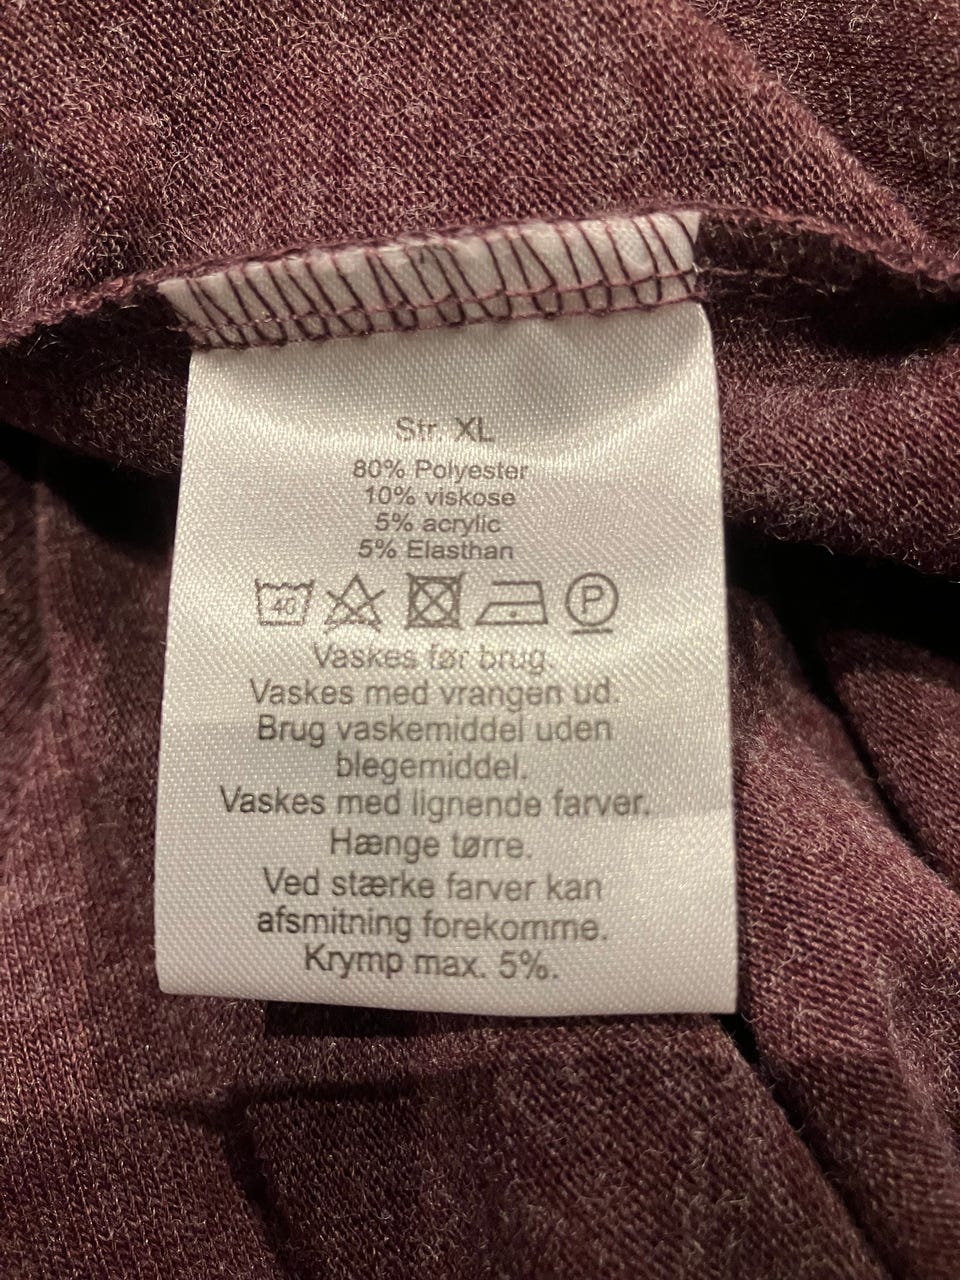 Str. XL
80% Polyester
10% viskose
5% acrylic
5% Elasthan
40 P
Vaskes før brug.
Vaskes med vrangen ud.
Brug vaskemiddel uden
blegemiddel.
Vaskes med lignende farver.
Hænge tørre.
Ved stærke farver kan
afsmitning forekomme.
Krymp max. 5%.